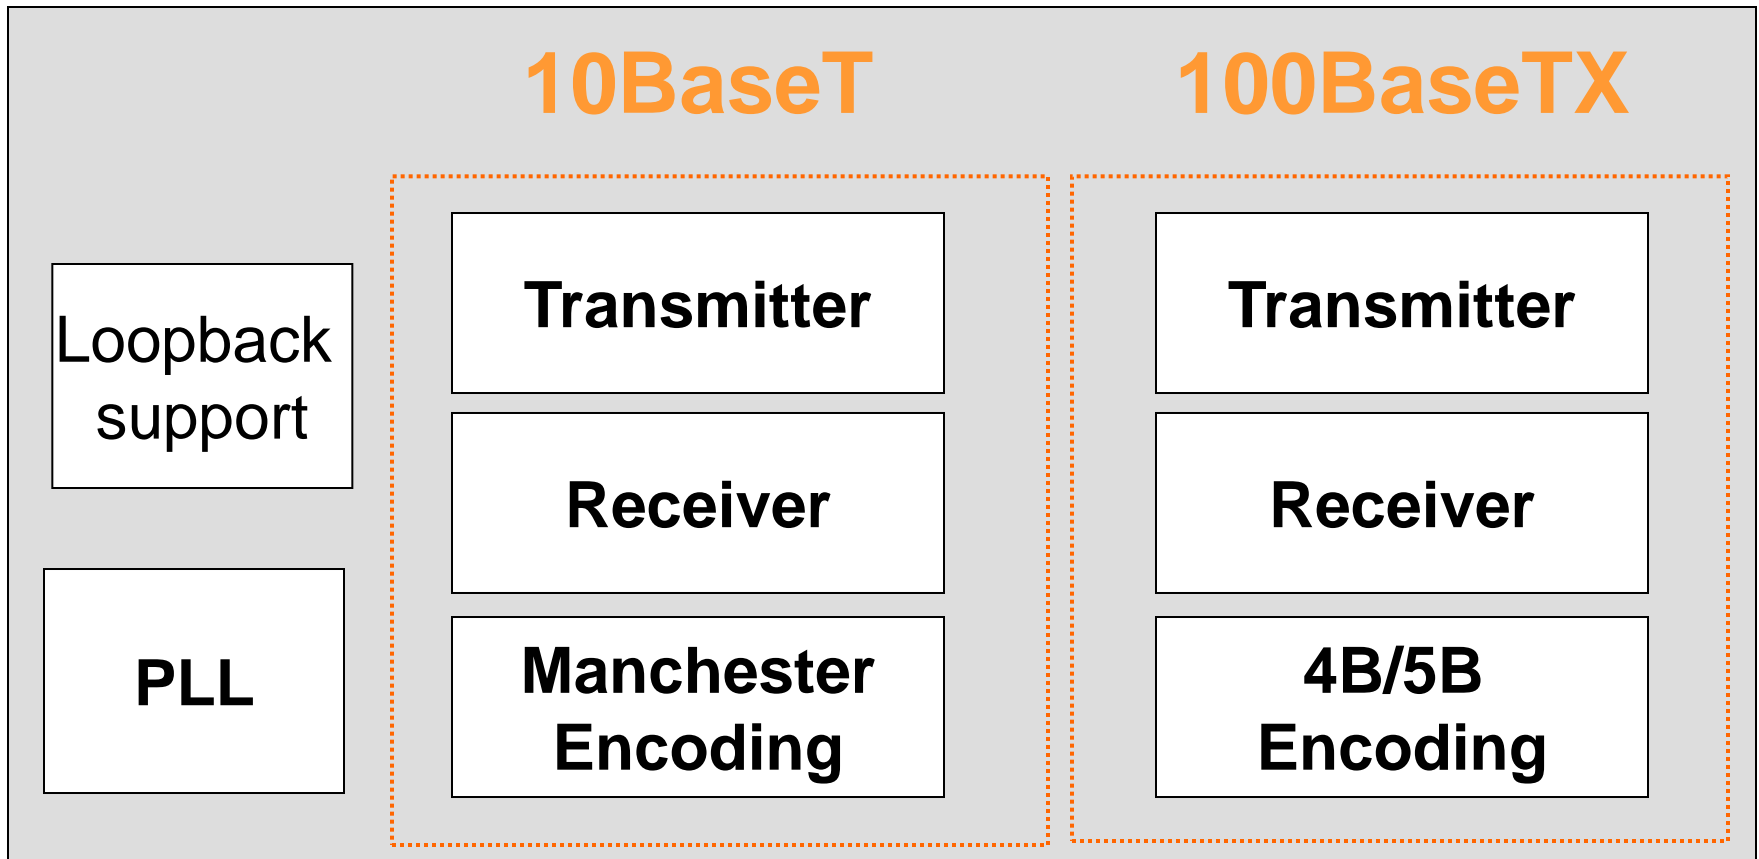 10BaseT
100BaseTX
Loopback
support
PLL
Transmitter
Receiver
Manchester
Encoding
Transmitter
Receiver
4B/5B
Encoding